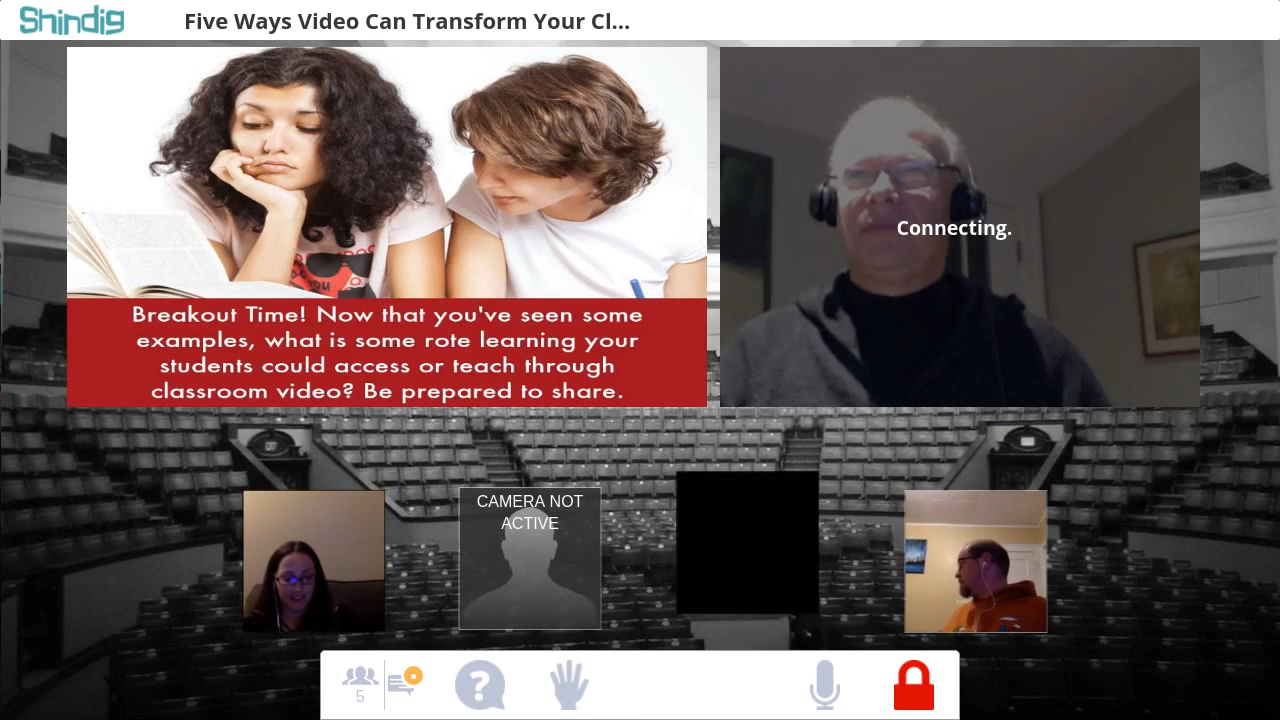 Shindig
Five Ways Video Can Transform Your Cl...
Connecting.
Breakout Time! Now that you've seen some
examples, what is some rote learning your
students could access or teach through
classroom video? Be prepared to share.
CAMERA NOT
ACTIVE
5
?